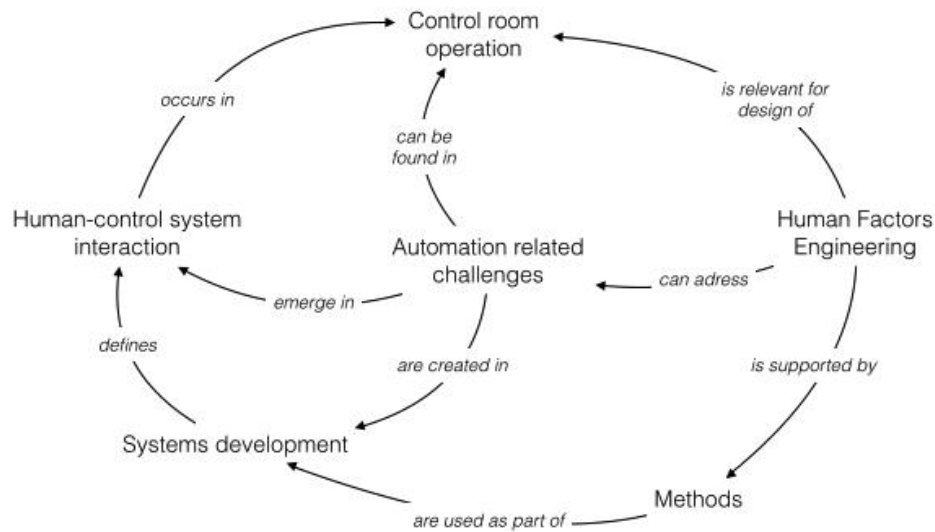 Control room
operation
occurs in
is relevant for
design of
can be
found in
Human-control system
interaction
Automation related
challenges
Human Factors
Engineering
emerge in
can adress
defines
are created in
is supported by
Systems development
Methods
are used as part of